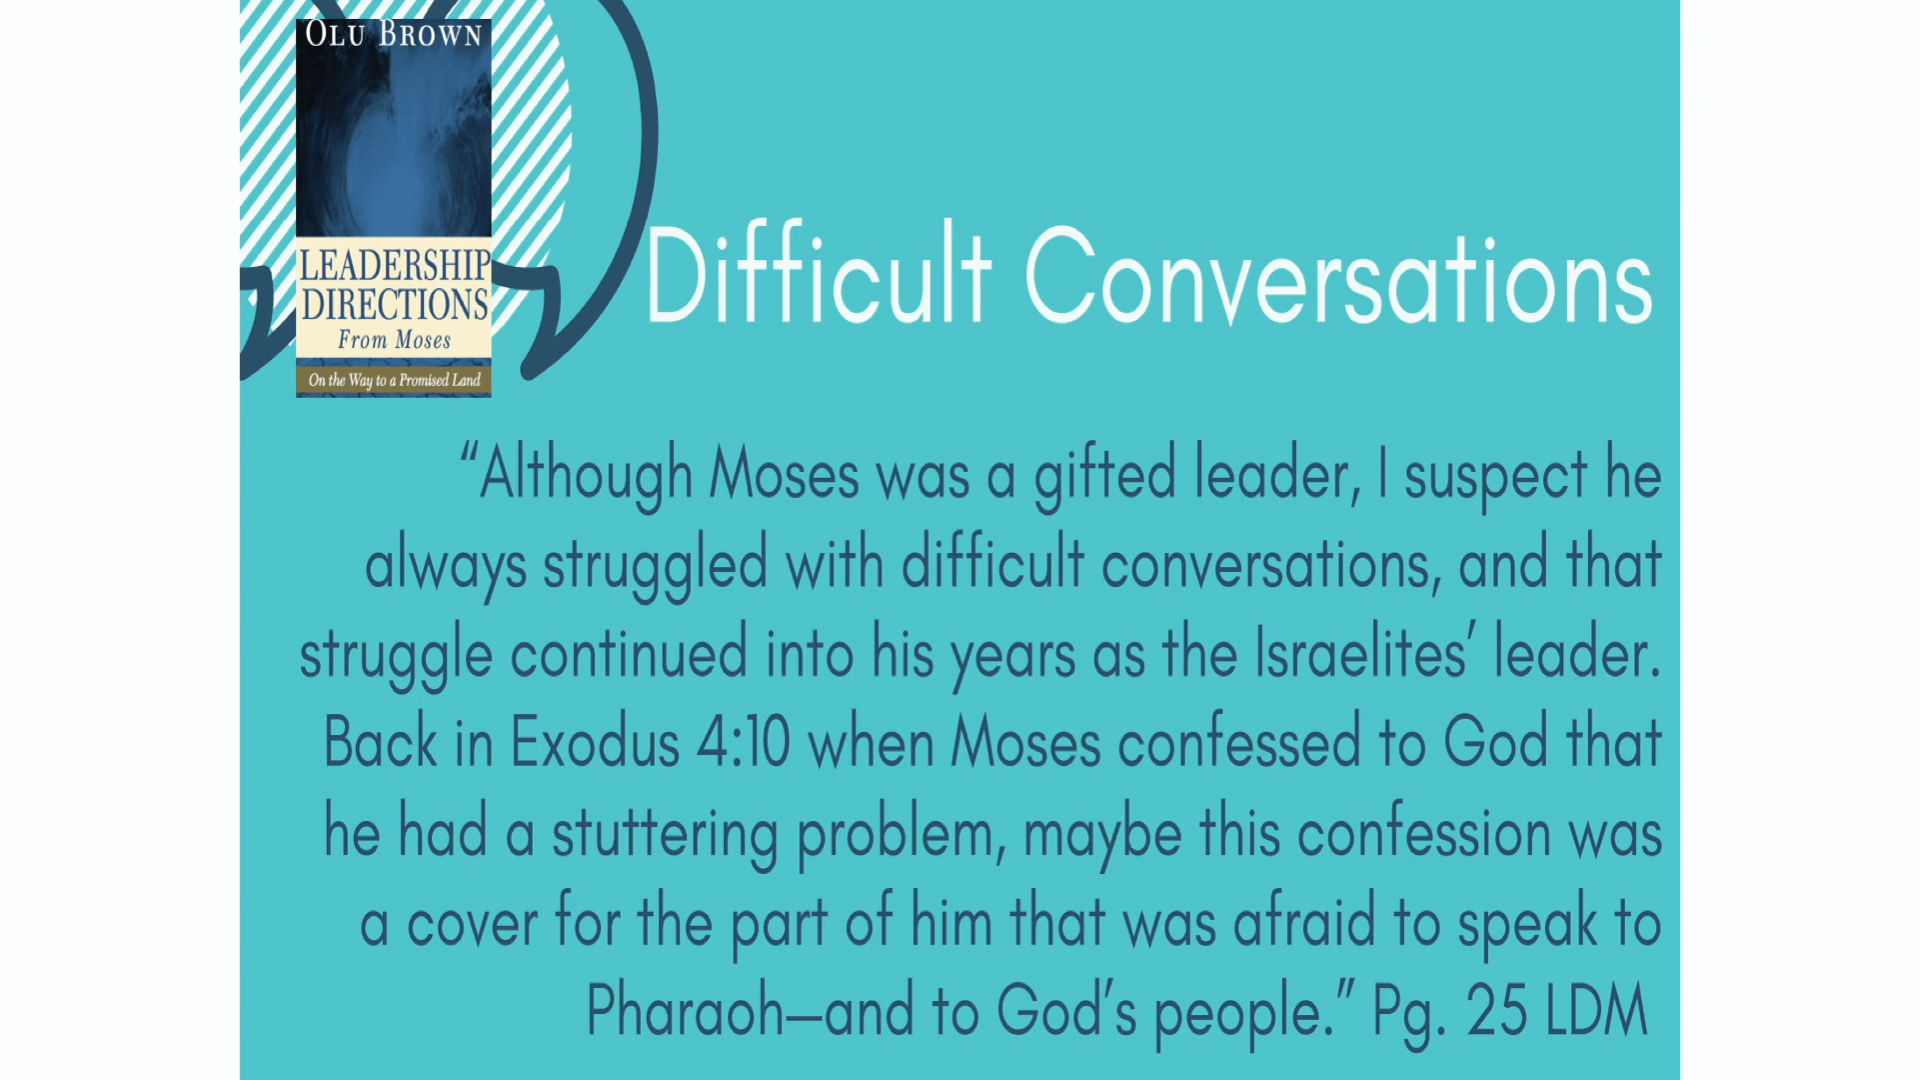 OLU BROWN
LEADERSHIP
DIRECTIONS
From Moses
On the Way to a Promised Land
Difficult Conversations
“Although Moses was a gifted leader, I suspect he
always struggled with difficult conversations, and that
struggle continued into his years as the Israelites’ leader.
Back in Exodus 4:10 when Moses confessed to God that
he had a stuttering problem, maybe this confession was
a cover for the part of him that was afraid to speak to
Pharaoh—and to God’s people.” Pg. 25 LDM